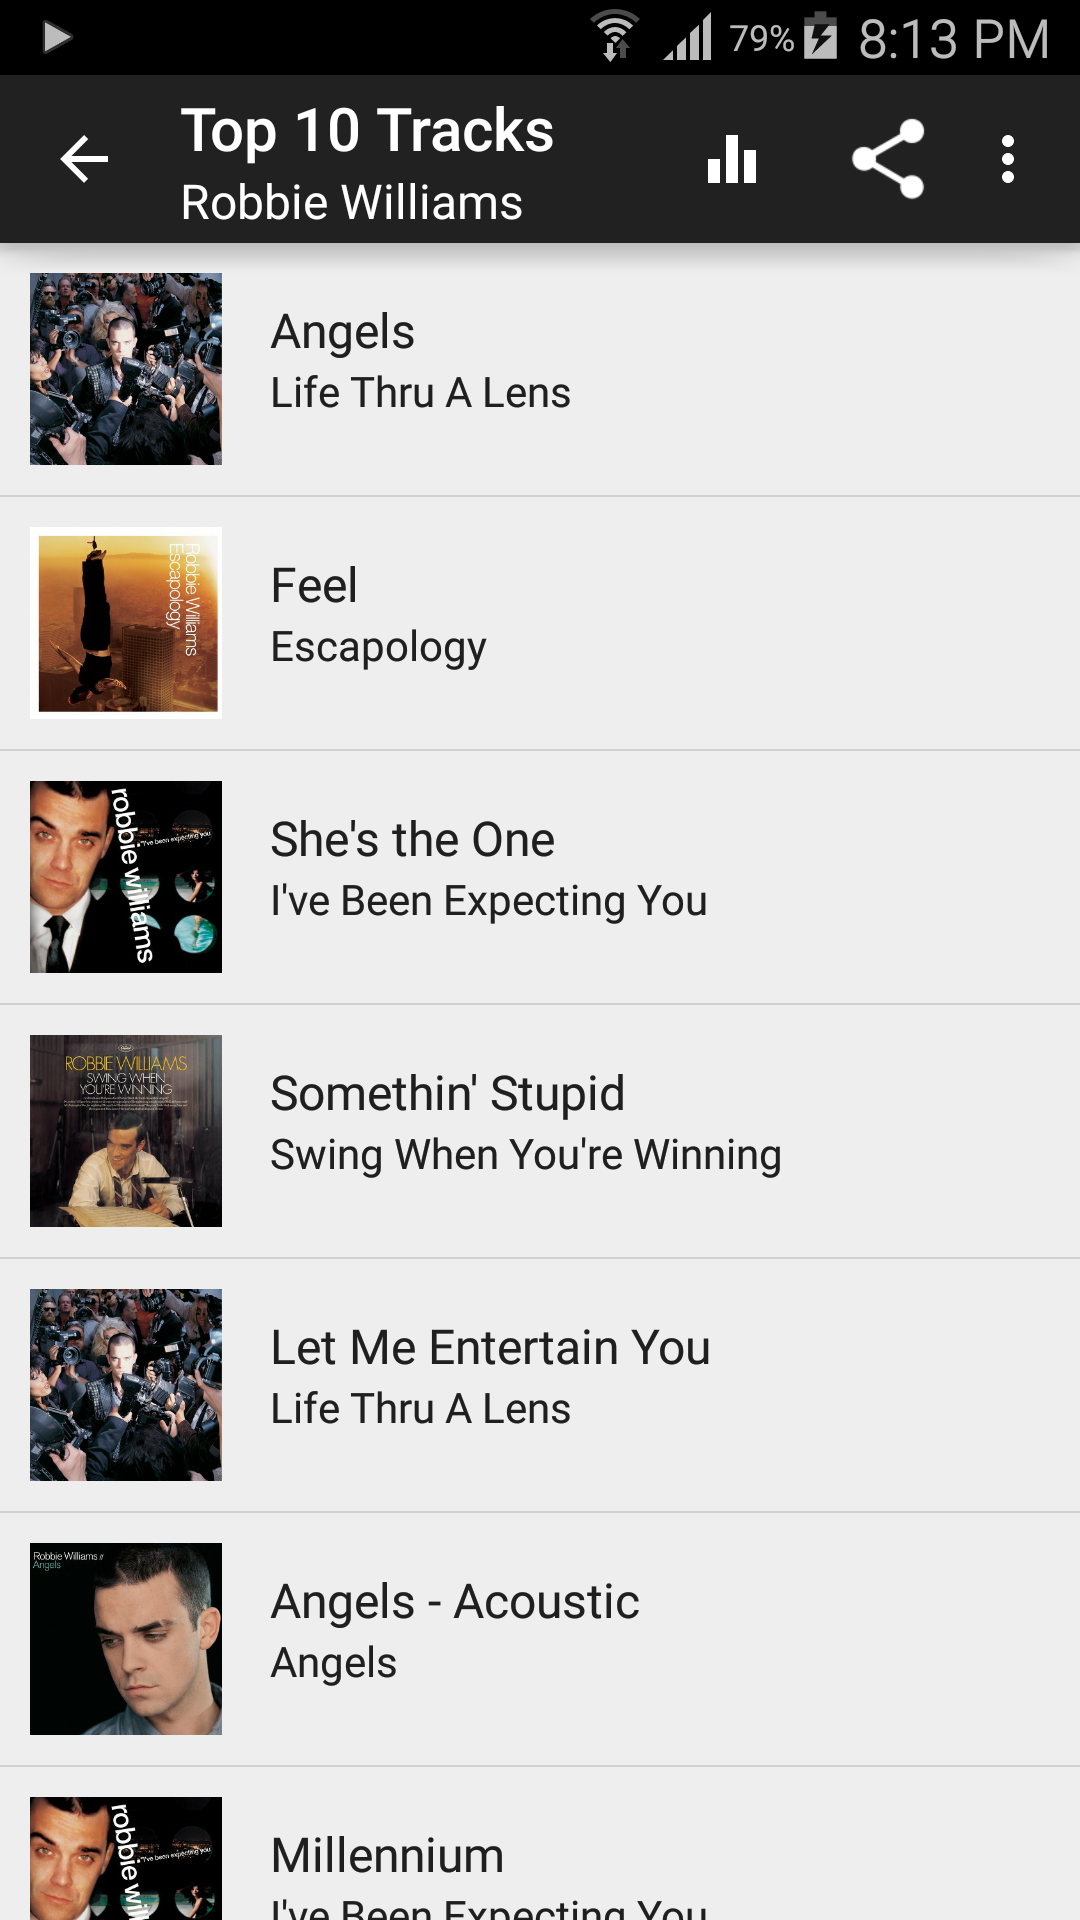 79% 8:13 PM
Top 10 Tracks
Robbie Williams
Angels
Life Thru A Lens
Robbie Williams
Escapology
Feel
Escapology
robbie williams
"I've been expecting you
She's the One
I've Been Expecting You
ROBBIE WILLIAMS
SWING WHEN
YOU'RE WINNING
Somethin' Stupid
Swing When You're Winning
Let Me Entertain You
Life Thru A Lens
Robbie Williams //
Angels
Angels - Acoustic
Angels
robbie wil
"I've been expecting you
Millennium
I've Been Expecting You